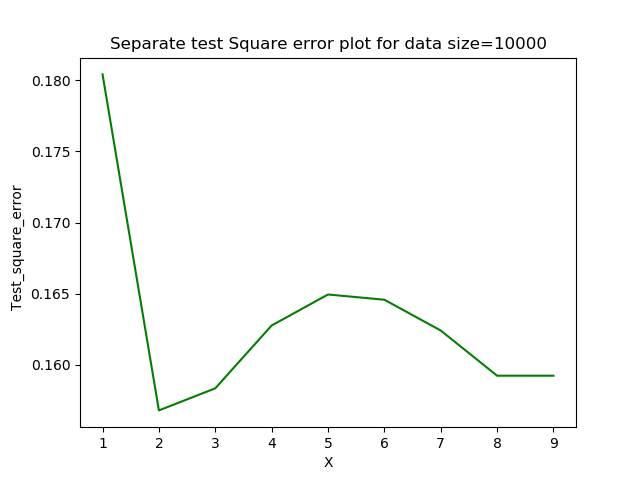 Separate test Square error plot for data size=10000
0.180
0.175
0.170
0.165
0.160
Test_square_error
1 2 3 4 5 6 7 8 9
X